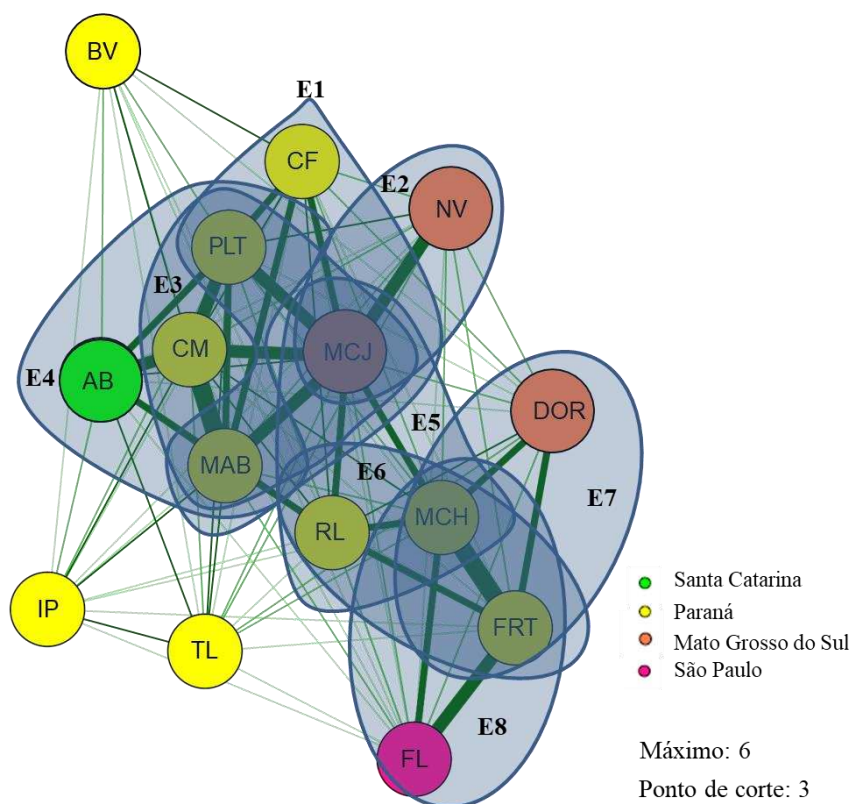 BV
E1
CF
E2
NV
PLT
E3
CM
MCJ
E4
AB
DOR
E5
MAB
E6
E7
RL
MCH
Santa Catarina
IP
Paraná
FRT
TL
Mato Grosso do Sul
São Paulo
E8
FL
Máximo: 6
Ponto de corte: 3